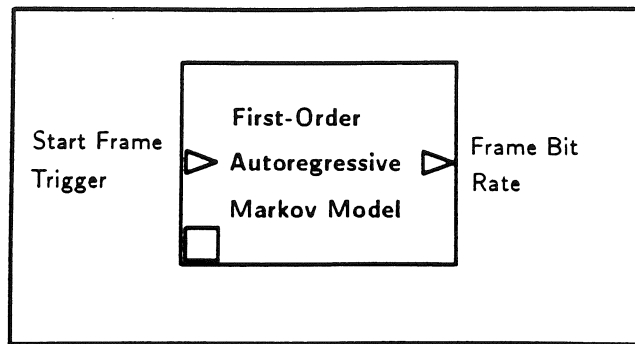 Start Frame
Trigger
First-Order
Autoregressive
Markov Model
Frame Bit
Rate